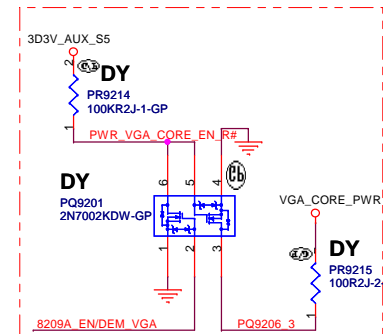 3D3V_AUX_S5
2
DY
PR9214
100KR2J-1-GP
1
PWR_VGA_CORE_EN_R#
DY
6
5
4
PQ9201
2N7002KDW-GP
VGA_CORE_PWR
1
2
3
DY
PR9215
100R2J-2-
1
8209A_EN/DEM_VGA
PQ9206_3